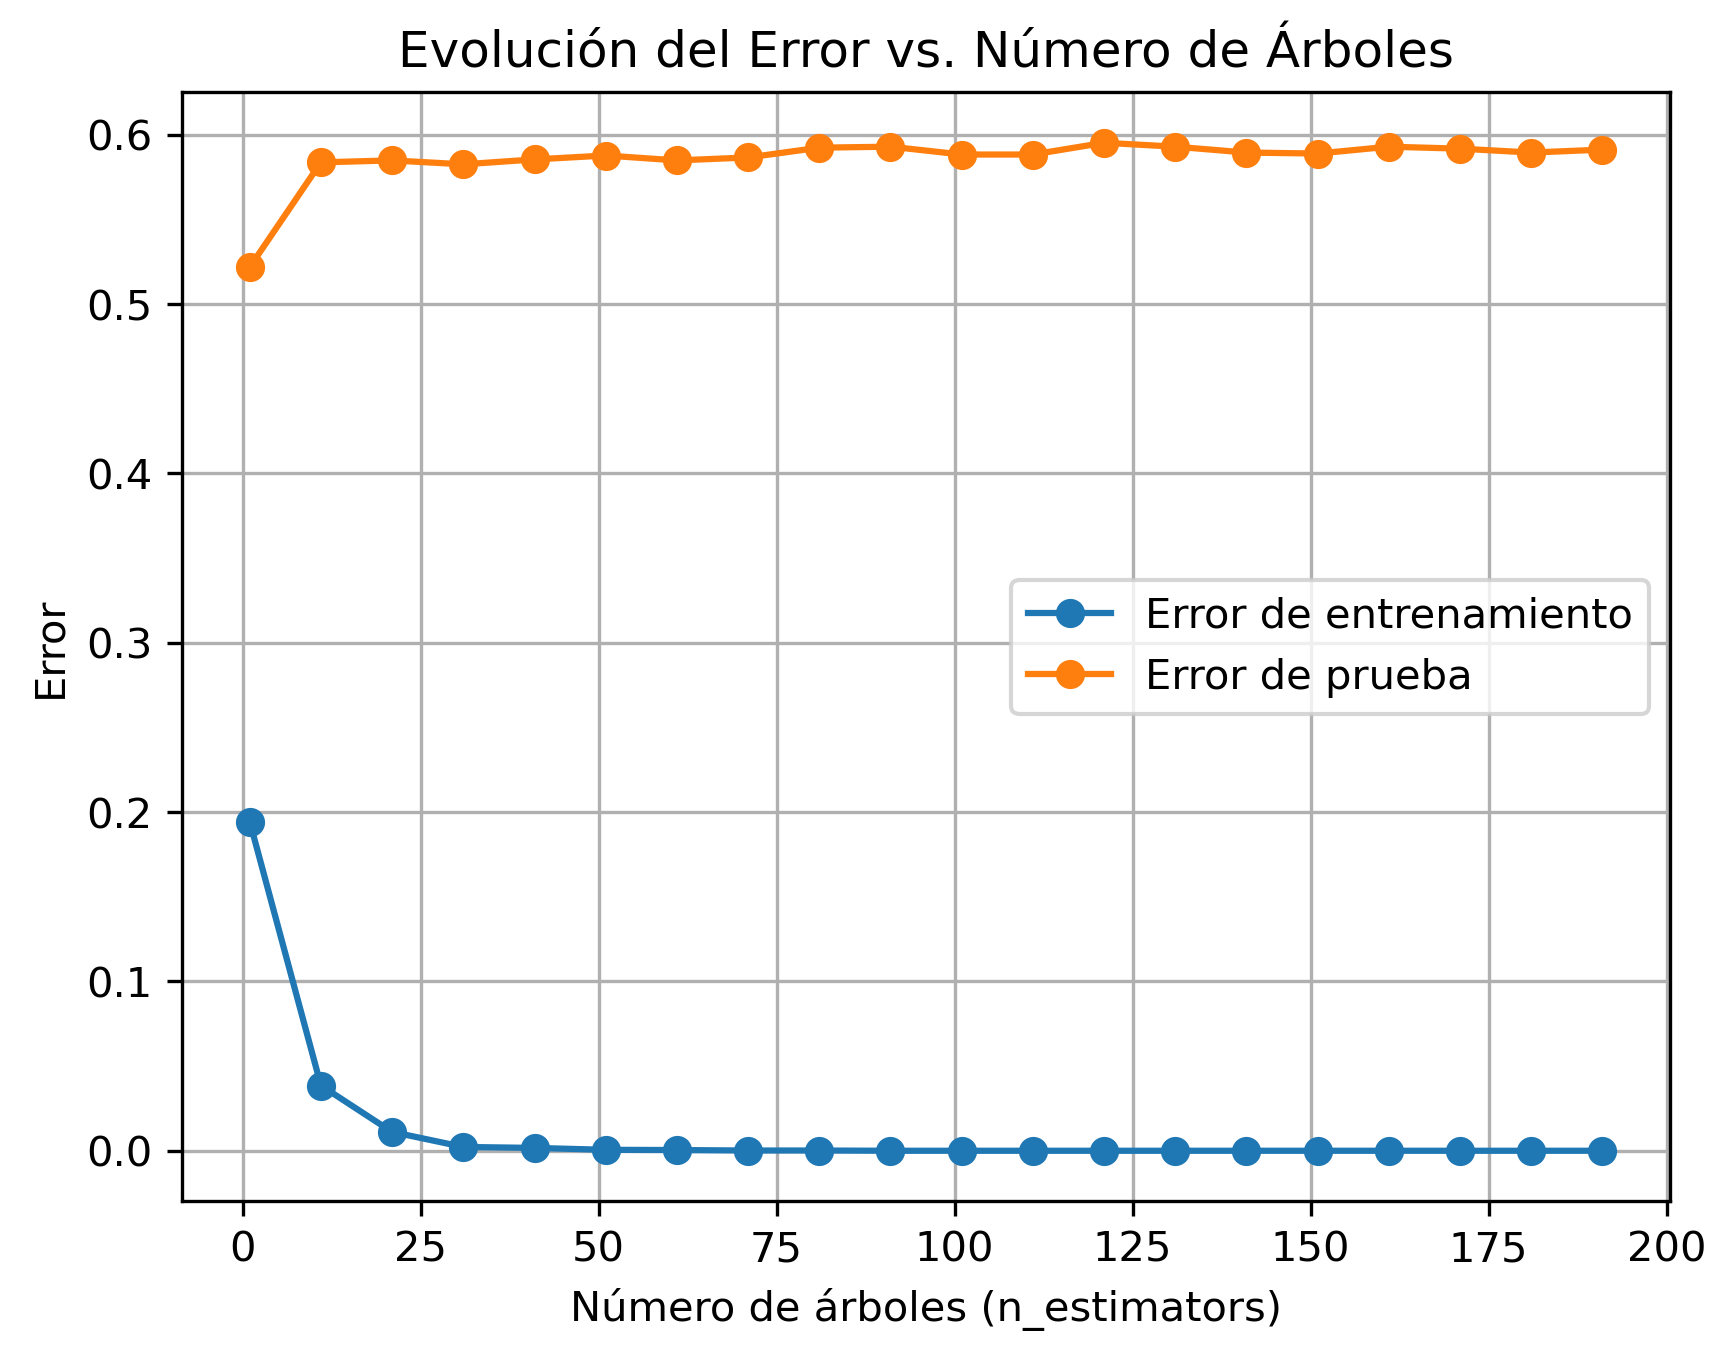 Evolución del Error vs. Número de Árboles
0.6
0.5
0.4
0.3
0.2
0.1
0.0
Error
Error de entrenamiento
Error de prueba
0 25 50 75 100 125 150 175 200
Número de árboles (n_estimators)